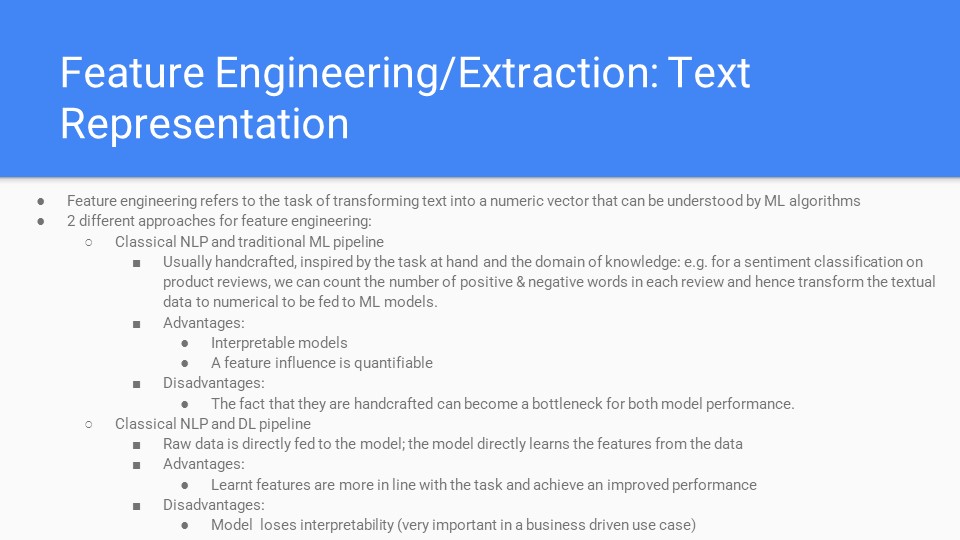 Feature Engineering/Extraction: Text
Representation
● Feature engineering refers to the task of transforming text into a numeric vector that can be understood by ML algorithms
● 2 different approaches for feature engineering:
○ Classical NLP and traditional ML pipeline
■ Usually handcrafted, inspired by the task at hand and the domain of knowledge: e.g. for a sentiment classification on
product reviews, we can count the number of positive & negative words in each review and hence transform the textual
data to numerical to be fed to ML models.
■ Advantages:
● Interpretable models
● A feature influence is quantifiable
■ Disadvantages:
● The fact that they are handcrafted can become a bottleneck for both model performance.
○ Classical NLP and DL pipeline
■ Raw data is directly fed to the model; the model directly learns the features from the data
■ Advantages:
● Learnt features are more in line with the task and achieve an improved performance
■ Disadvantages:
● Model loses interpretability (very important in a business driven use case)